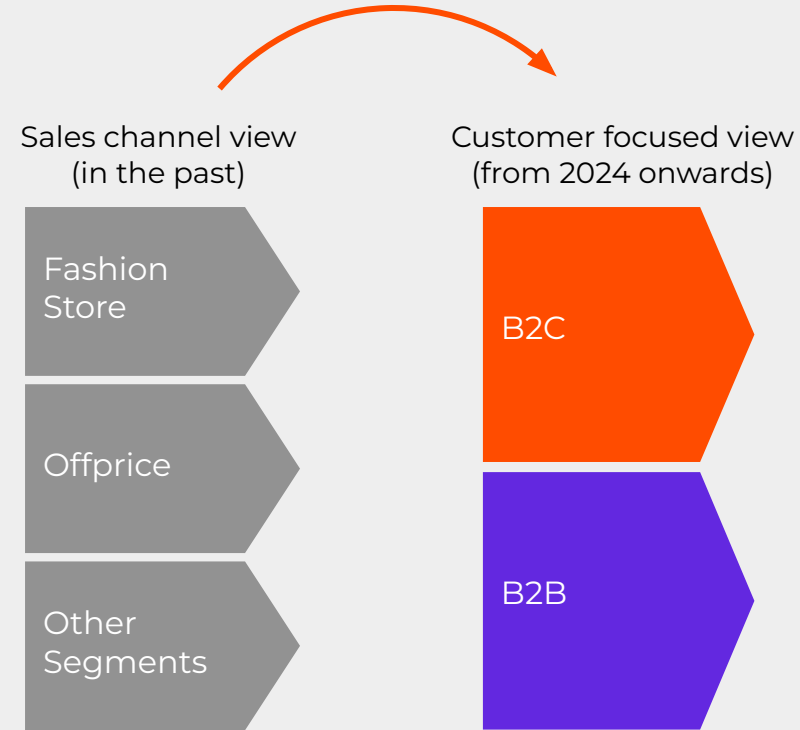 Sales channel view
(in the past)
Fashion
Store
Offprice
Other
Segments
Customer focused view
(from 2024 onwards)
B2C
B2B